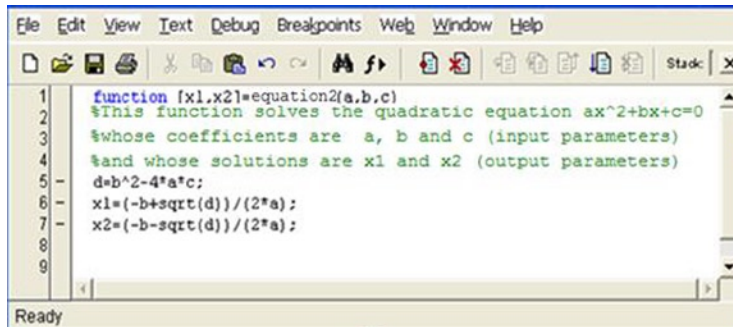 File Edit View Text Debug Breakpoints Web Window Help
Stack:
1 function [x1,x2]=equation2(a,b,c)
2 %This function solves the quadratic equation ax^2+bx+c=0
3 %whose coefficients are a, b and c (input parameters)
4 %and whose solutions are x1 and x2 (output parameters)
5 - d=b^2-4*a*c;
6 - x1=(-b+sqrt(d))/(2*a);
7 - x2=(-b-sqrt(d))/(2*a);
8
9
Ready